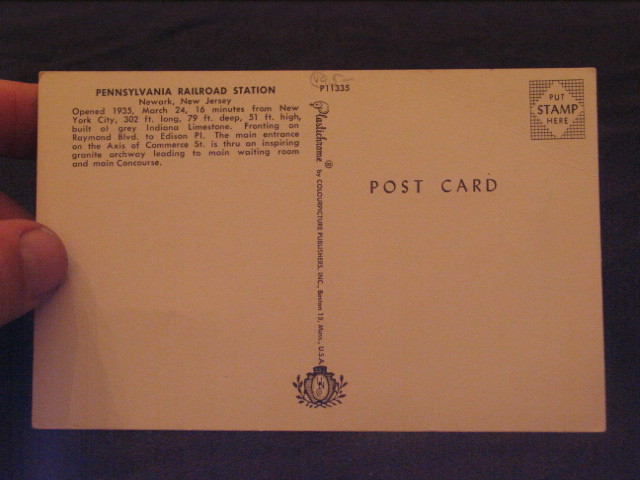 PENNSYLVANIA RAILROAD STATION
Newark, New Jersey
Opened 1935, March 24, 16 minutes from New
York City, 302 ft. long, 79 ft. deep, 51 ft. high,
built of grey Indiana Limestone. Fronting on
Raymond Blvd. to Edison Pl. The main entrance
on the Axis of Commerce St. is thru an inspiring
granite archway leading to main waiting room
and main Concourse.
P11335
Plastichrome ® by COLOURPICTURE PUBLISHERS, INC., Boston 15, Mass., U.S.A.
POST CARD
PUT
STAMP
HERE